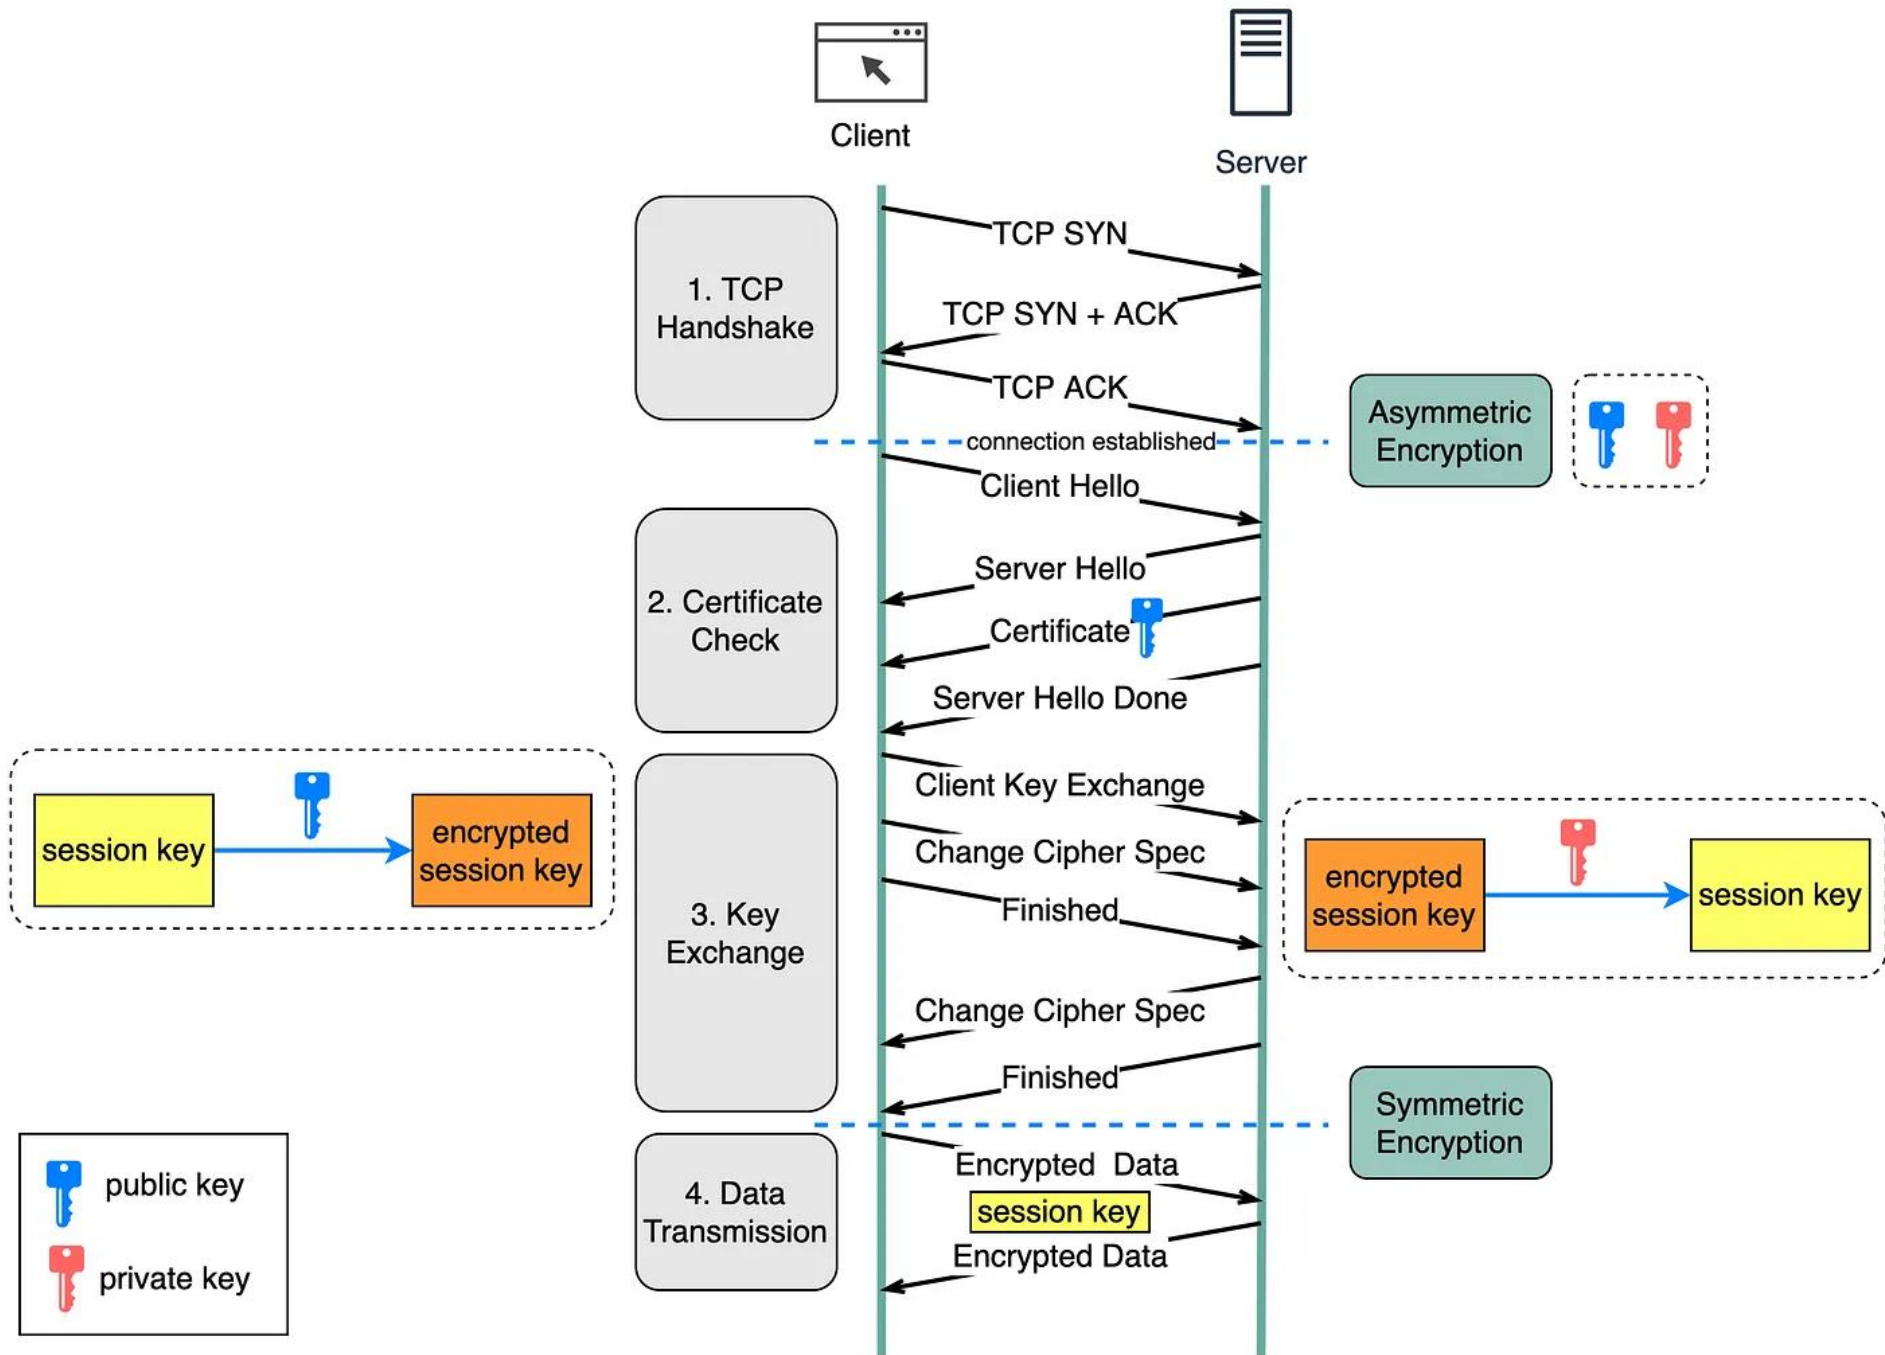 Client
Server
1. TCP
Handshake
TCP SYN
TCP SYN + ACK
TCP ACK
connection established
Asymmetric
Encryption
Client Hello
2. Certificate
Check
Server Hello
Certificate
Server Hello Done
session key
encrypted
session key
3. Key
Exchange
Client Key Exchange
Change Cipher Spec
Finished
Change Cipher Spec
Finished
encrypted
session key
session key
Symmetric
Encryption
4. Data
Transmission
Encrypted Data
session key
Encrypted Data
public key
private key